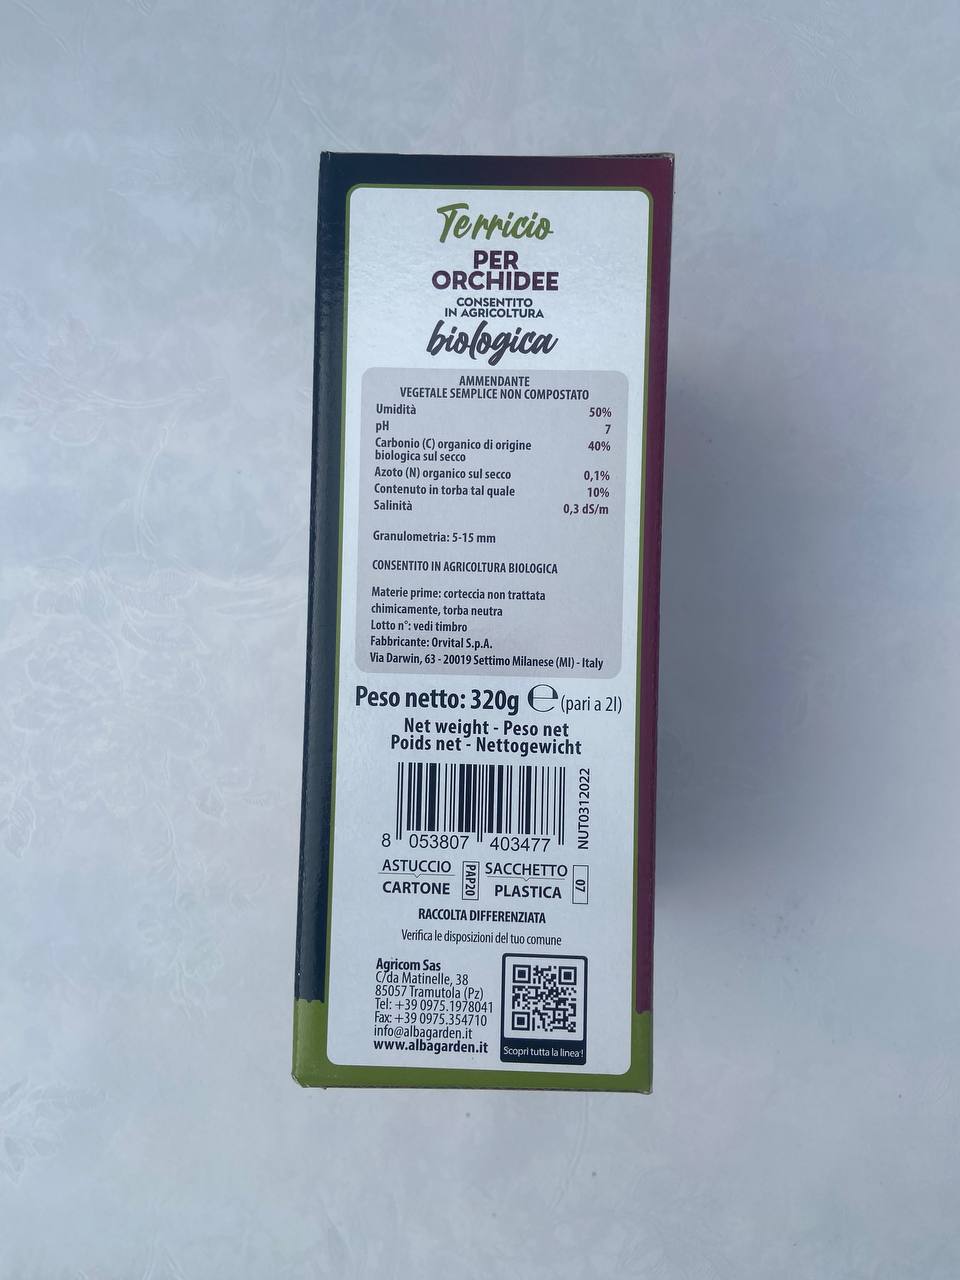 Terricio
PER
ORCHIDEE
CONSENTITO
IN AGRICOLTURA
biologica
AMMENDANTE
VEGETALE SEMPLICE NON COMPOSTATO
Umidità 50%
pH 7
Carbonio (C) organico di origine 40%
biologica sul secco
Azoto (N) organico sul secco 0,1%
Contenuto in torba tal quale 10%
Salinità 0,3 dS/m
Granulometria: 5-15 mm
CONSENTITO IN AGRICOLTURA BIOLOGICA
Materie prime: corteccia non trattata
chimicamente, torba neutra
Lotto n°: vedi timbro
Fabbricante: Orvital S.p.A.
Via Darwin, 63 - 20019 Settimo Milanese (MI) - Italy
Peso netto: 320g ℮ (pari a 2l)
Net weight - Peso net
Poids net - Nettogewicht
NUT0312022
8 053807 403477
ASTUCCIO
CARTONE
PAP20
SACCHETTO
PLASTICA
07
RACCOLTA DIFFERENZIATA
Verifica le disposizioni del tuo comune
Agricom Sas
C/da Matinelle, 38
85057 Tramutola (Pz)
Tel: +39 0975.1978041
Fax: +39 0975.354710
info@albagarden.it
www.albagarden.it
Scopri tutta la linea!